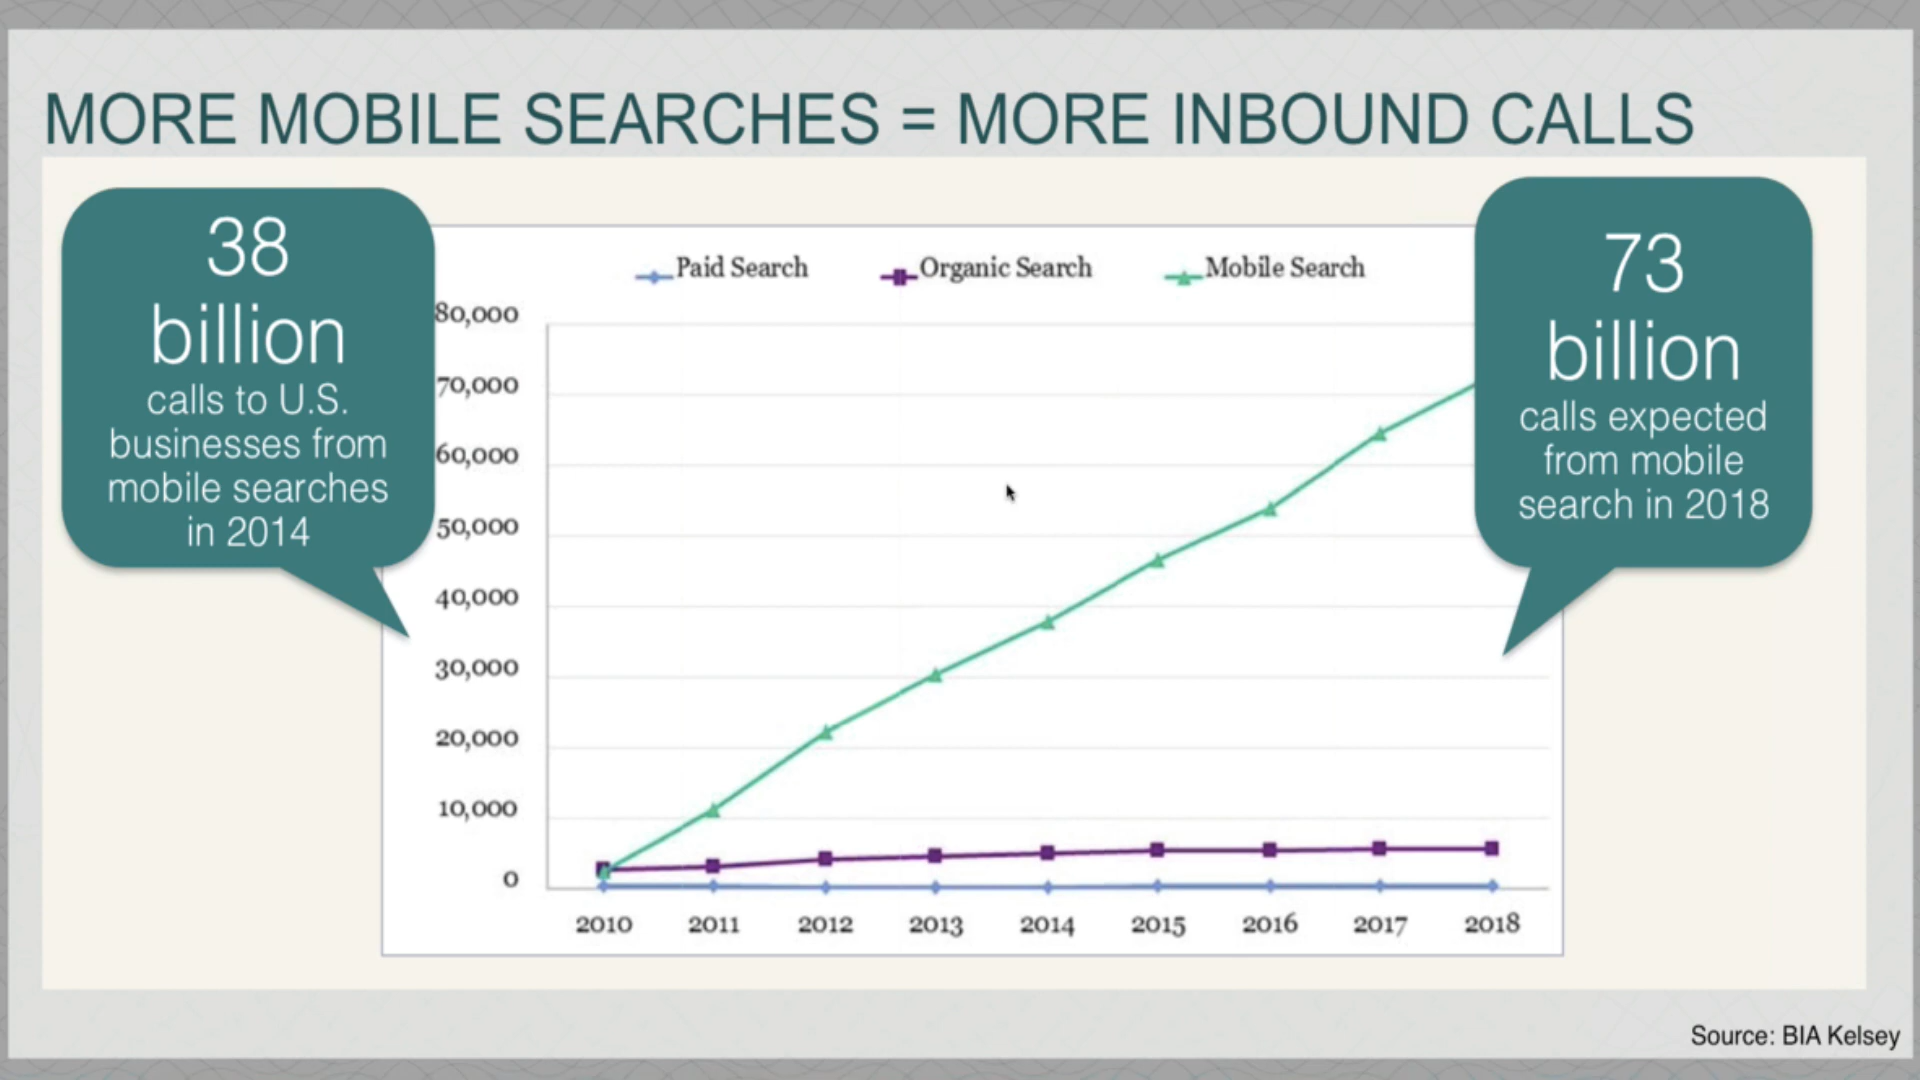 MORE MOBILE SEARCHES = MORE INBOUND CALLS
38
billion
calls to U.S.
businesses from
mobile searches
in 2014
Paid Search
Organic Search
Mobile Search
80,000
70,000
60,000
50,000
40,000
30,000
20,000
10,000
0
2010 2011 2012 2013 2014 2015 2016 2017 2018
73
billion
calls expected
from mobile
search in 2018
Source: BIA Kelsey